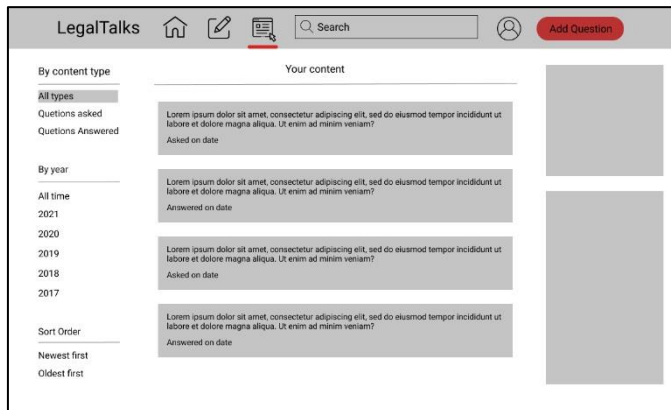 LegalTalks
Search
Add Question
By content type
All types
Quetions asked
Quetions Answered
By year
All time
2021
2020
2019
2018
2017
Sort Order
Newest first
Oldest first
Your content
Lorem ipsum dolor sit amet, consectetur adipiscing elit, sed do eiusmod tempor incididunt ut
labore et dolore magna aliqua. Ut enim ad minim veniam?
Asked on date
Lorem ipsum dolor sit amet, consectetur adipiscing elit, sed do eiusmod tempor incididunt ut
labore et dolore magna aliqua. Ut enim ad minim veniam?
Answered on date
Lorem ipsum dolor sit amet, consectetur adipiscing elit, sed do eiusmod tempor incididunt ut
labore et dolore magna aliqua. Ut enim ad minim veniam?
Asked on date
Lorem ipsum dolor sit amet, consectetur adipiscing elit, sed do eiusmod tempor incididunt ut
labore et dolore magna aliqua. Ut enim ad minim veniam?
Answered on date